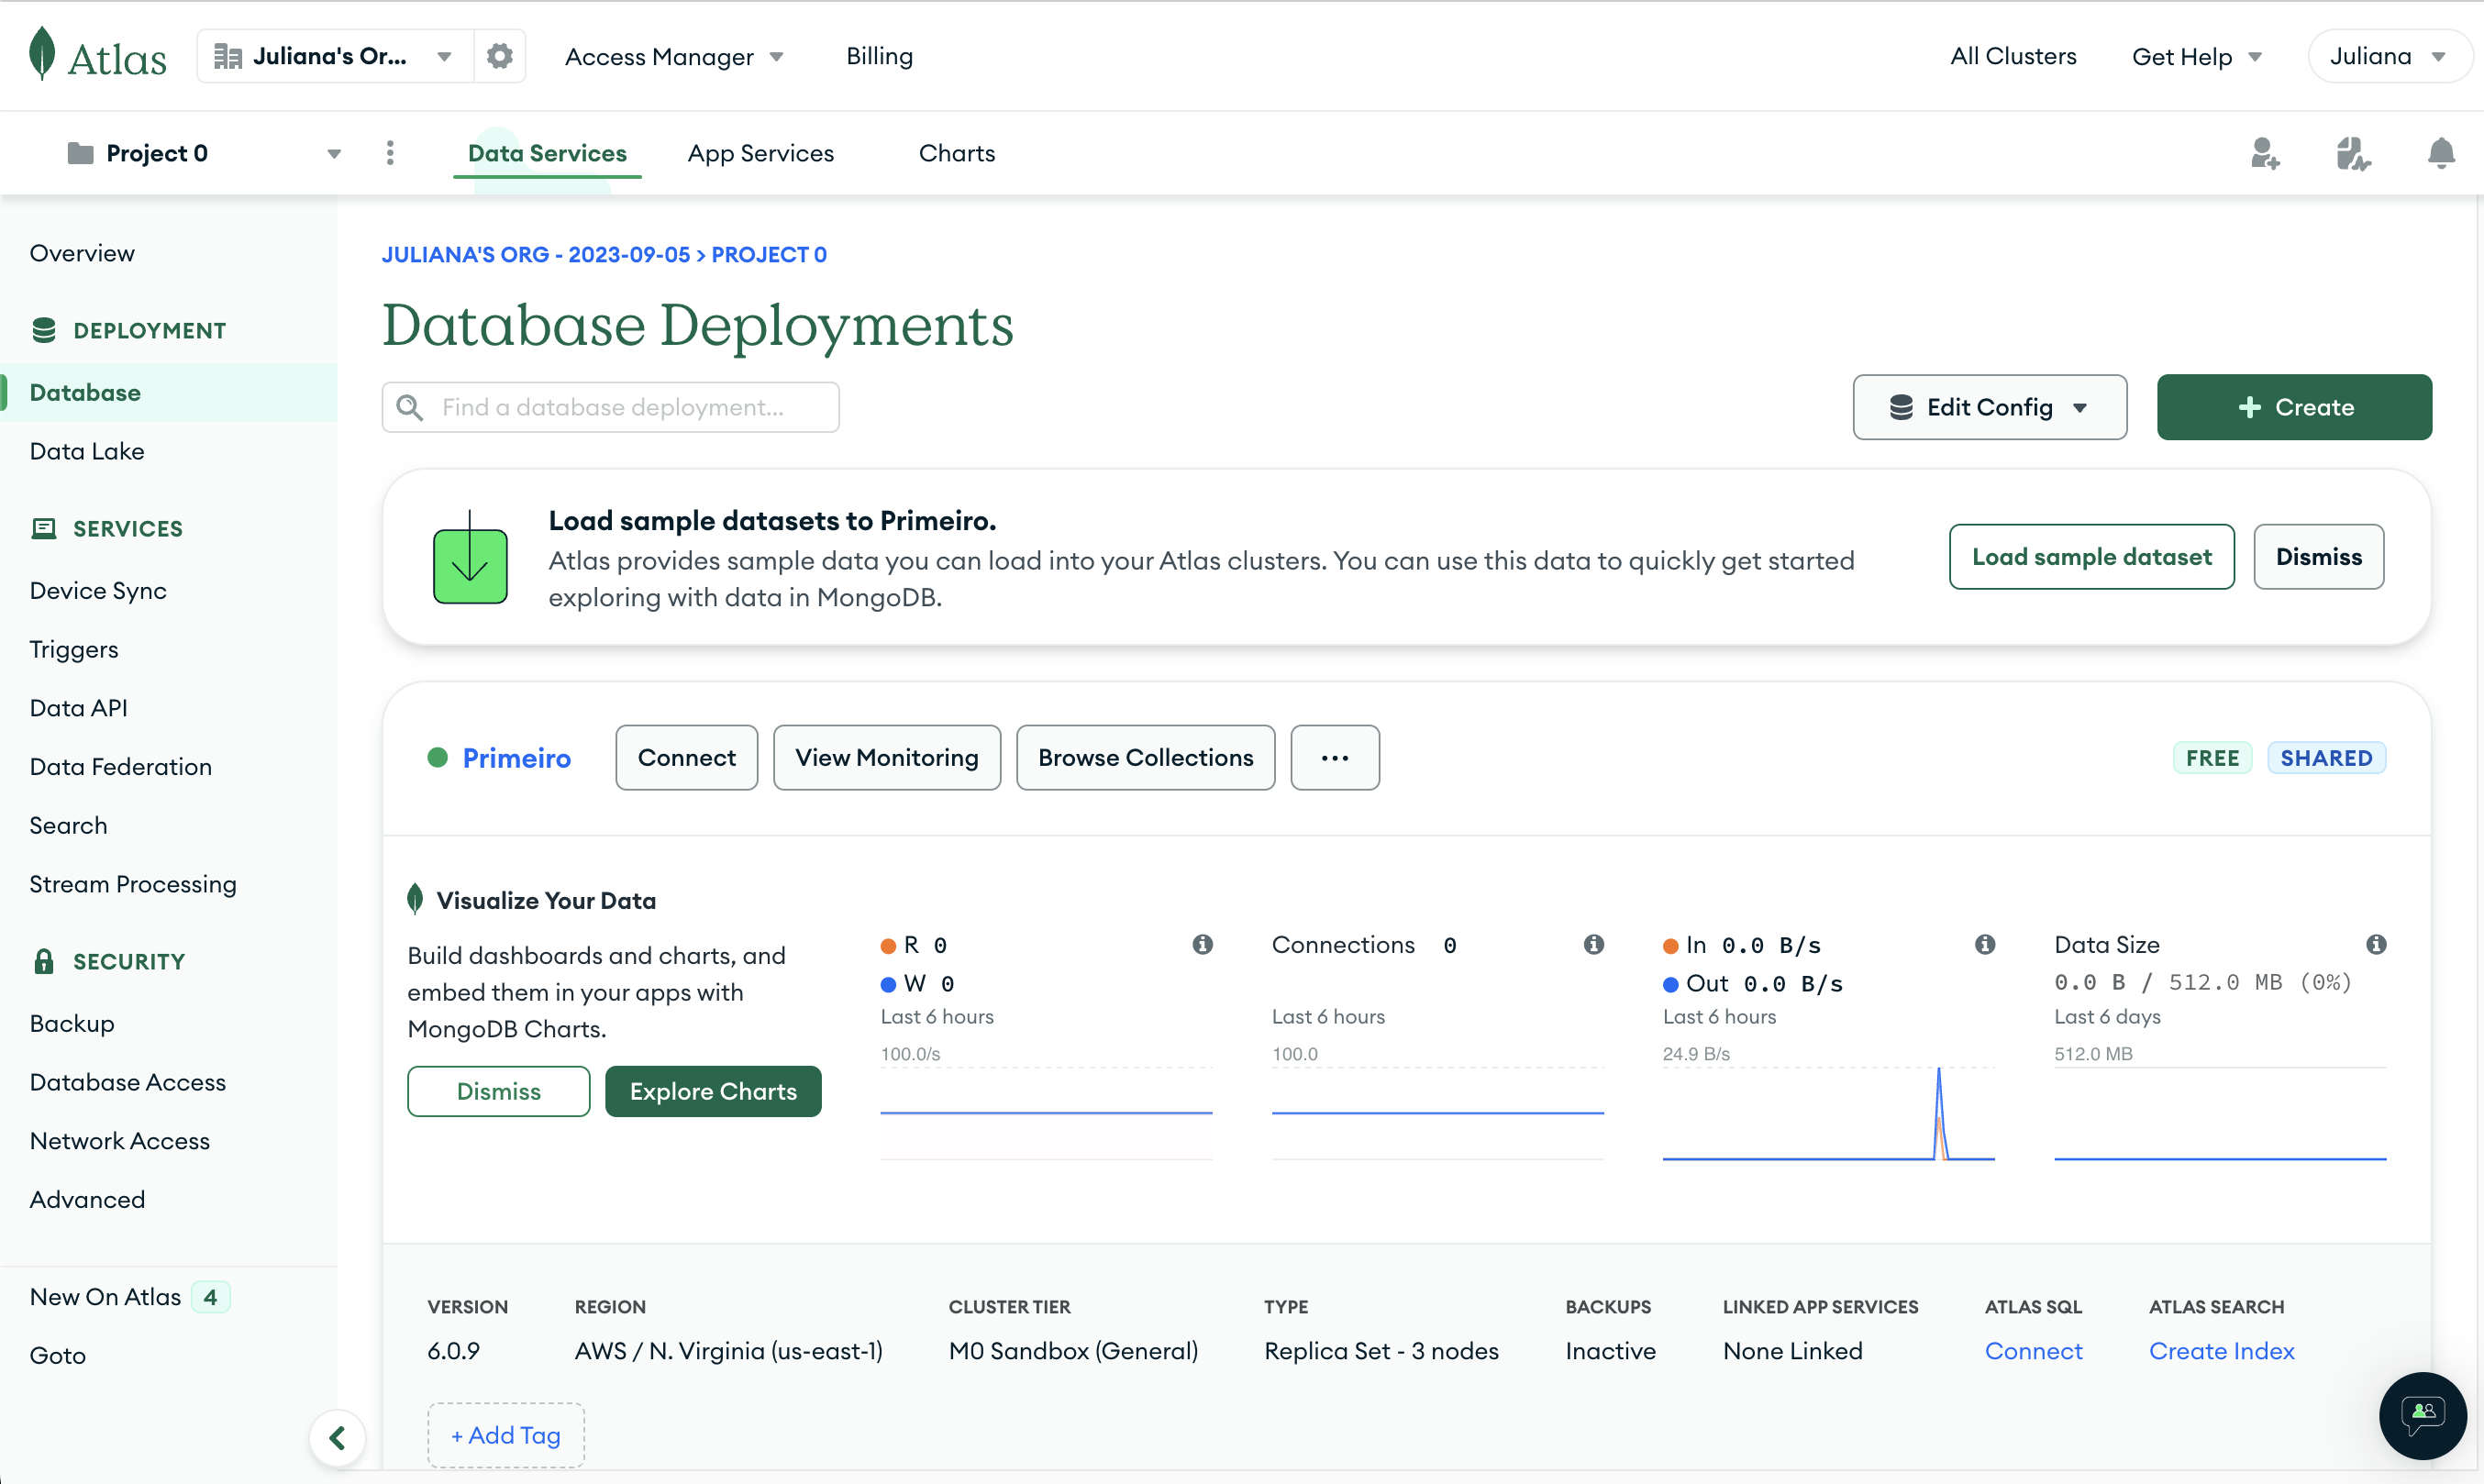 Atlas
Juliana's Or...
Access Manager
Billing
All Clusters
Get Help
Juliana
Project 0
Data Services
App Services
Charts
Overview
DEPLOYMENT
Database
Data Lake
SERVICES
Device Sync
Triggers
Data API
Data Federation
Search
Stream Processing
SECURITY
Backup
Database Access
Network Access
Advanced
New On Atlas 4
Goto
JULIANA'S ORG - 2023-09-05 > PROJECT 0
Database Deployments
Find a database deployment...
Edit Config
+ Create
Load sample datasets to Primeiro.
Atlas provides sample data you can load into your Atlas clusters. You can use this data to quickly get started
exploring with data in MongoDB.
Load sample dataset
Dismiss
Primeiro
Connect
View Monitoring
Browse Collections
...
FREE
SHARED
Visualize Your Data
Build dashboards and charts, and
embed them in your apps with
MongoDB Charts.
Dismiss
Explore Charts
R 0
W 0
Last 6 hours
100.0/s
Connections 0
Last 6 hours
100.0
In 0.0 B/s
Out 0.0 B/s
Last 6 hours
24.9 B/s
Data Size
0.0 B / 512.0 MB (0%)
Last 6 days
512.0 MB
VERSION
6.0.9
REGION
AWS / N. Virginia (us-east-1)
CLUSTER TIER
M0 Sandbox (General)
TYPE
Replica Set - 3 nodes
BACKUPS
Inactive
LINKED APP SERVICES
None Linked
ATLAS SQL
Connect
ATLAS SEARCH
Create Index
+ Add Tag